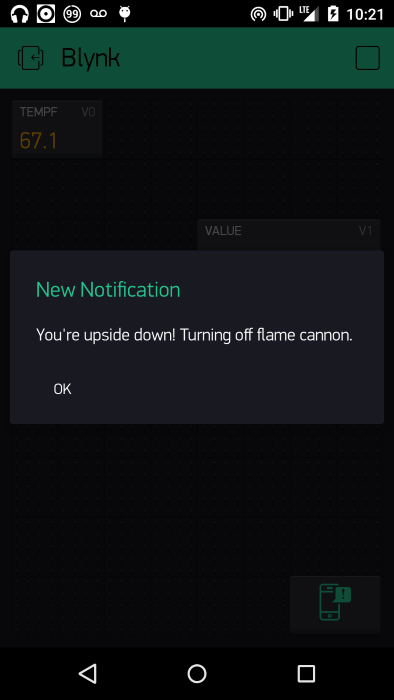 99
LTE
10:21
Blynk
TEMPF V0
67.1
VALUE V1
New Notification
You're upside down! Turning off flame cannon.
OK
!